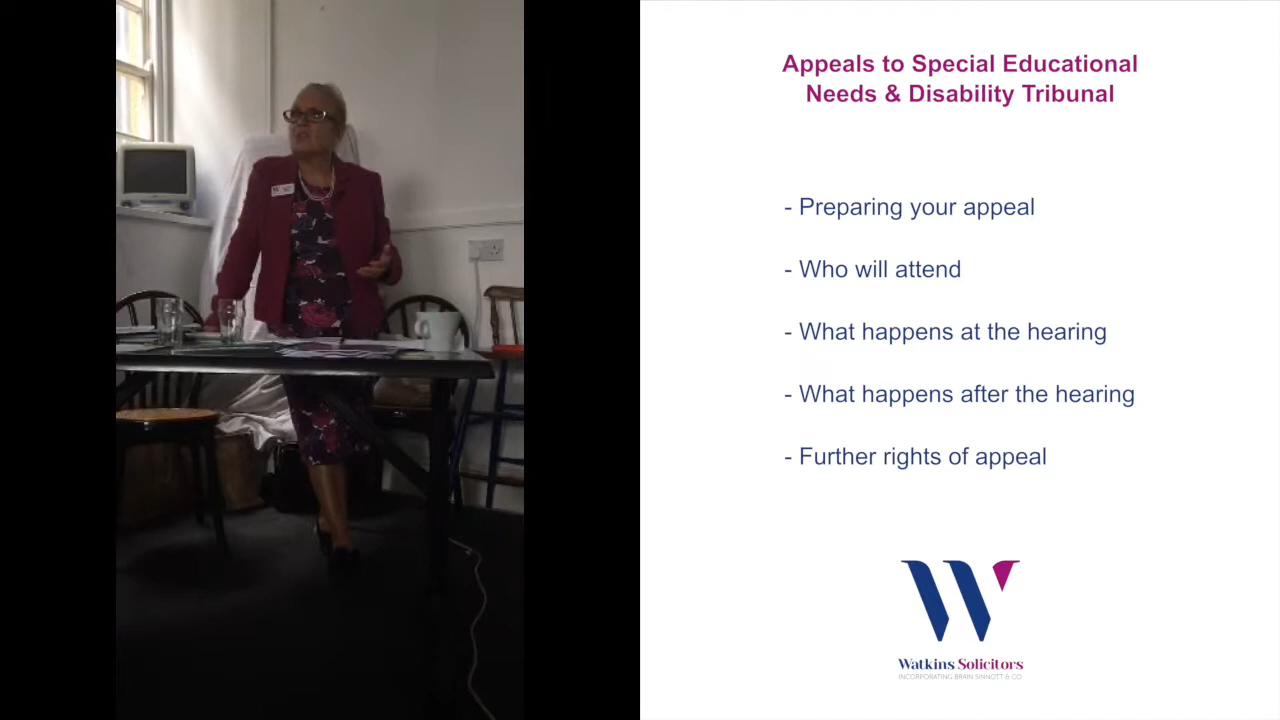 Appeals to Special Educational
Needs & Disability Tribunal
- Preparing your appeal
- Who will attend
- What happens at the hearing
- What happens after the hearing
- Further rights of appeal
W
Watkins Solicitors
INCORPORATING BRAIN SINNOTT & CO